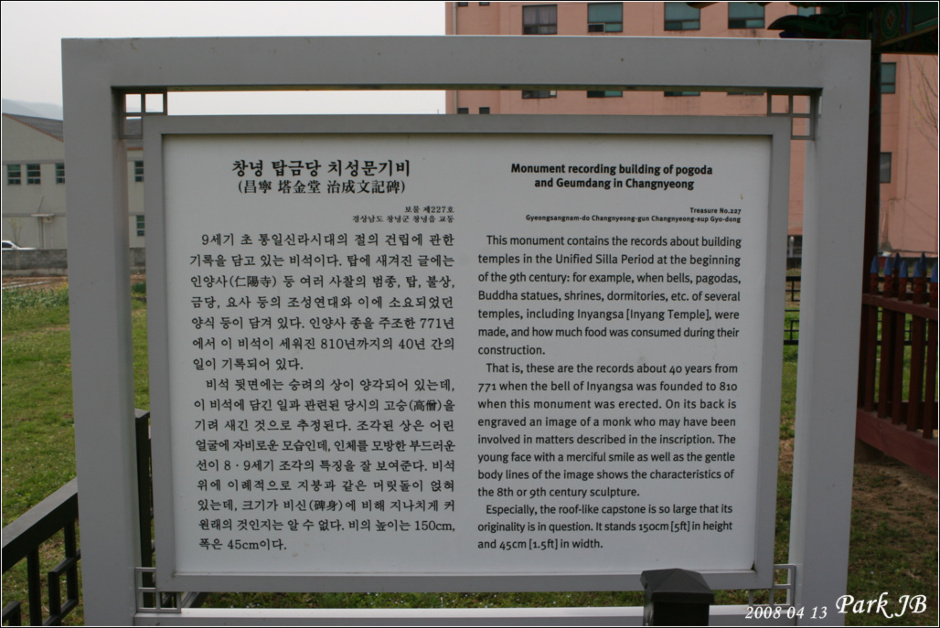 창녕 탑금당 치성문기비
(昌寧 塔金堂 治成文記碑)
보물 제227호
경상남도 창녕군 창녕읍 교동
9세기 초 통일신라시대의 절의 건립에 관한
기록을 담고 있는 비석이다. 탑에 새겨진 글에는
인양사(仁陽寺) 등 여러 사찰의 범종, 탑, 불상,
금당, 요사 등의 조성연대와 이에 소요되었던
양식 등이 담겨 있다. 인양사 종을 주조한 771년
에서 이 비석이 세워진 810년까지의 40년 간의
일이 기록되어 있다.
비석 뒷면에는 승려의 상이 양각되어 있는데,
이 비석에 담긴 일과 관련된 당시의 고승(高僧)을
기려 새긴 것으로 추정된다. 조각된 상은 어린
얼굴에 자비로운 모습인데, 인체를 모방한 부드러운
선이 8·9세기 조각의 특징을 잘 보여준다. 비석
위에 이례적으로 지붕과 같은 머릿돌이 얹혀
있는데, 크기가 비신(碑身)에 비해 지나치게 커
원래의 것인지는 알 수 없다. 비의 높이는 150cm,
폭은 45cm이다.
Monument recording building of pogoda
and Geumdang in Changnyeong
Treasure No.227
Gyeongsangnam-do Changnyeong-gun Changnyeong-eup Gyo-dong
This monument contains the records about building
temples in the Unified Silla Period at the beginning
of the 9th century: for example, when bells, pagodas,
Buddha statues, shrines, dormitories, etc. of several
temples, including Inyangsa [Inyang Temple], were
made, and how much food was consumed during their
construction.
That is, these are the records about 40 years from
771 when the bell of Inyangsa was founded to 810
when this monument was erected. On its back is
engraved an image of a monk who may have been
involved in matters described in the inscription. The
young face with a merciful smile as well as the gentle
body lines of the image shows the characteristics of
the 8th or 9th century sculpture.
Especially, the roof-like capstone is so large that its
originality is in question. It stands 150cm [5ft] in height
and 45cm [1.5ft] in width.
2008 04 13 Park JB